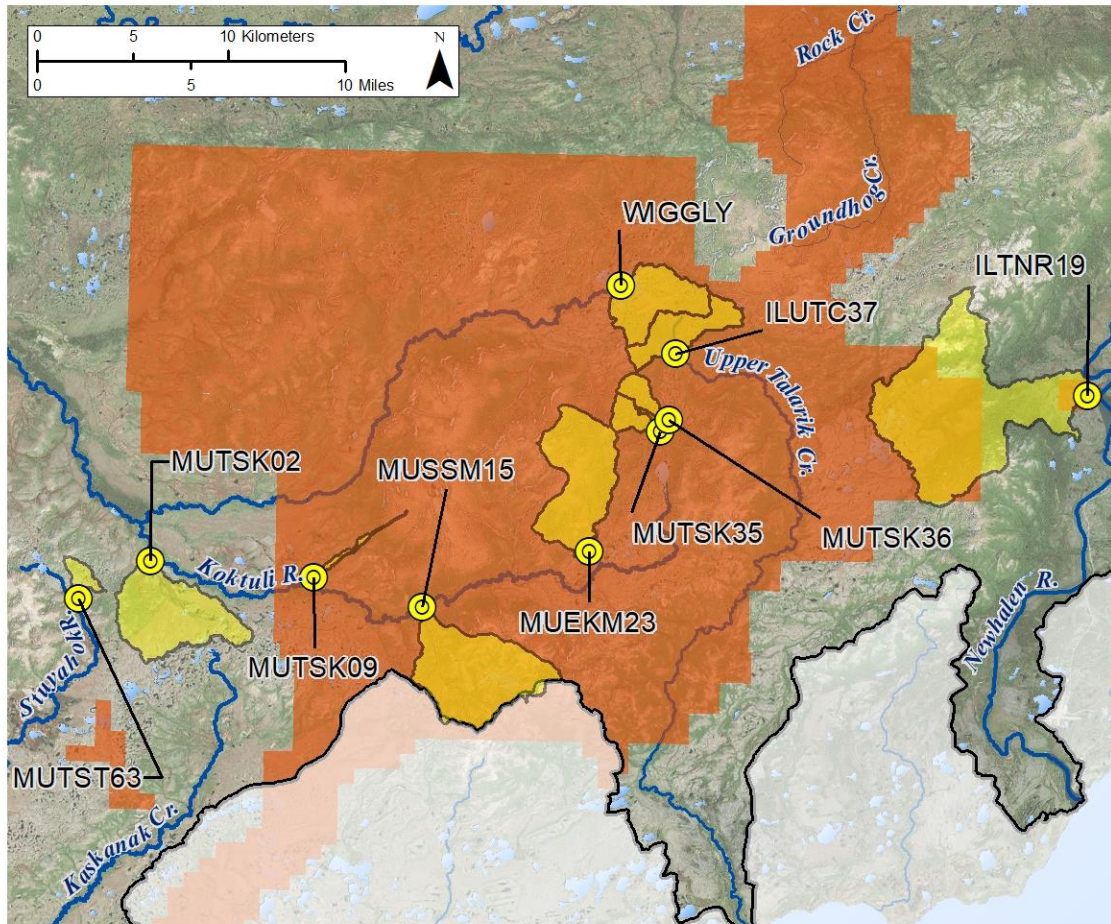 0 5 10 Kilometers
N
0 5 10 Miles
Rock Cr.
WIGGLY
Groundhog Cr.
ILTNR19
ILUTC37
Upper Talarik Cr.
MUTSK02
MUSSM15
MUTSK35
MUTSK36
Koktuli R.
MUEKM23
MUTSK09
Stuyahok R.
Newhalen R.
MUTST63
Kaskanak Cr.